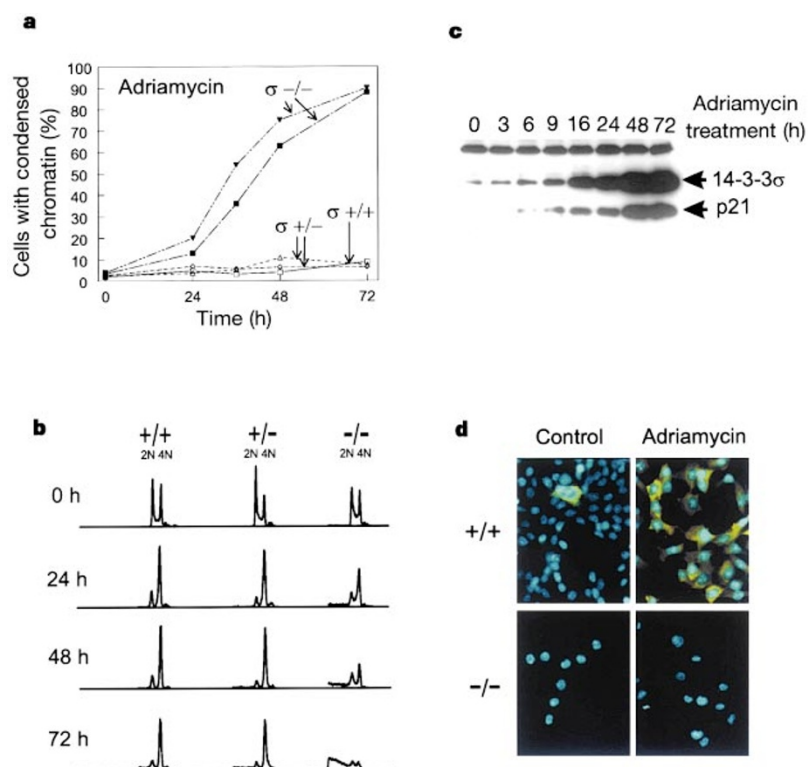 a
Adriamycin
σ –/–
σ +/–
σ +/+
Cells with condensed
chromatin (%)
100
90
80
70
60
50
40
30
20
10
0
0 24 48 72
Time (h)
c
0 3 6 9 16 24 48 72
Adriamycin
treatment (h)
14-3-3σ
p21
b
+/+ +/- -/-
2N 4N 2N 4N 2N 4N
0 h
24 h
48 h
72 h
d
Control Adriamycin
+/+
-/-